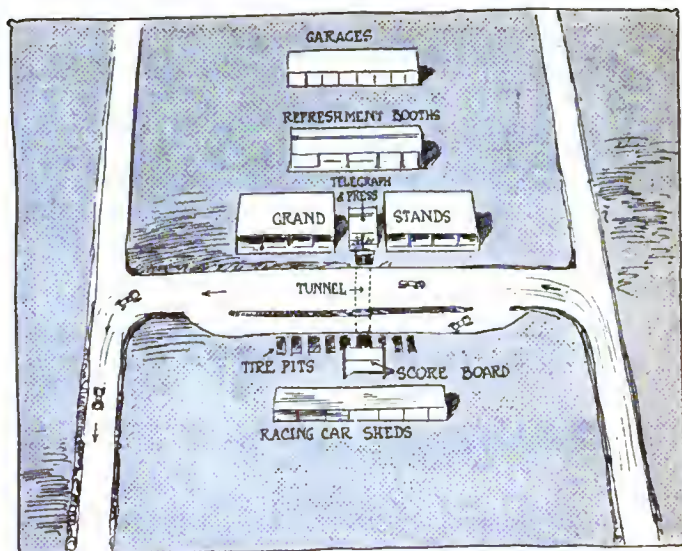 GARAGES
REFRESHMENT BOOTHS
TELEGRAPH
& PRESS
GRAND STANDS
TUNNEL
TIRE PITS
SCORE BOARD
RACING CAR SHEDS